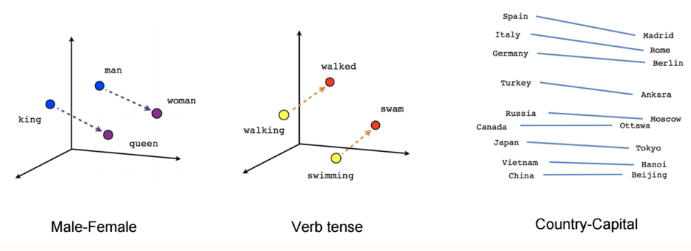 man
woman
king
queen
Male-Female
walked
swam
walking
swimming
Verb tense
Spain
Madrid
Italy
Rome
Germany
Berlin
Turkey
Ankara
Russia
Moscow
Canada
Ottawa
Japan
Tokyo
Vietnam
Hanoi
China
Beijing
Country-Capital